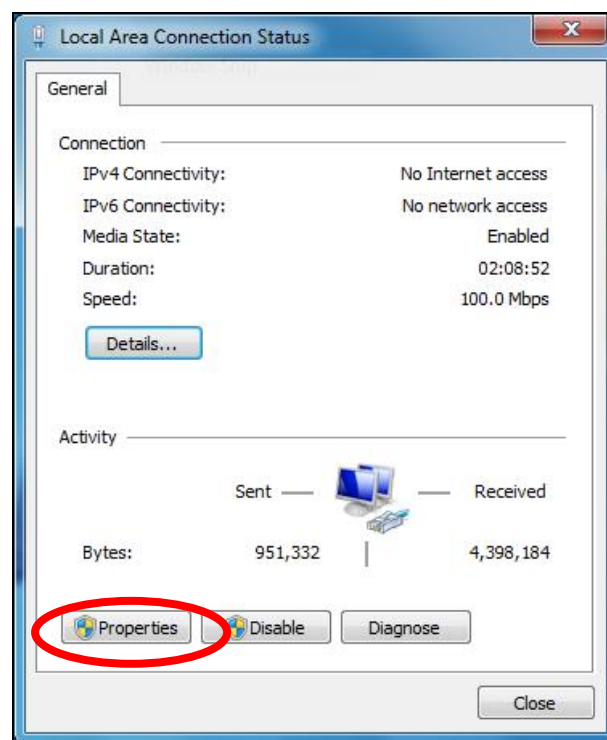 Local Area Connection Status
General
Connection
IPv4 Connectivity: No Internet access
IPv6 Connectivity: No network access
Media State: Enabled
Duration: 02:08:52
Speed: 100.0 Mbps
Details...
Activity
Sent Received
Bytes: 951,332 4,398,184
Properties Disable Diagnose
Close